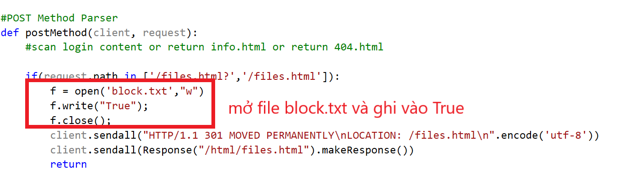 #POST Method Parser
def postMethod(client, request):
#scan login content or return info.html or return 404.html
if(request.path in ['/files.html?','/files.html']):
f = open('block.txt',"w")
f.write("True");
f.close();
mở file block.txt và ghi vào True
client.sendall("HTTP/1.1 301 MOVED PERMANENTLY\nLOCATION: /files.html\n".encode('utf-8'))
client.sendall(Response("/html/files.html").makeResponse())
return